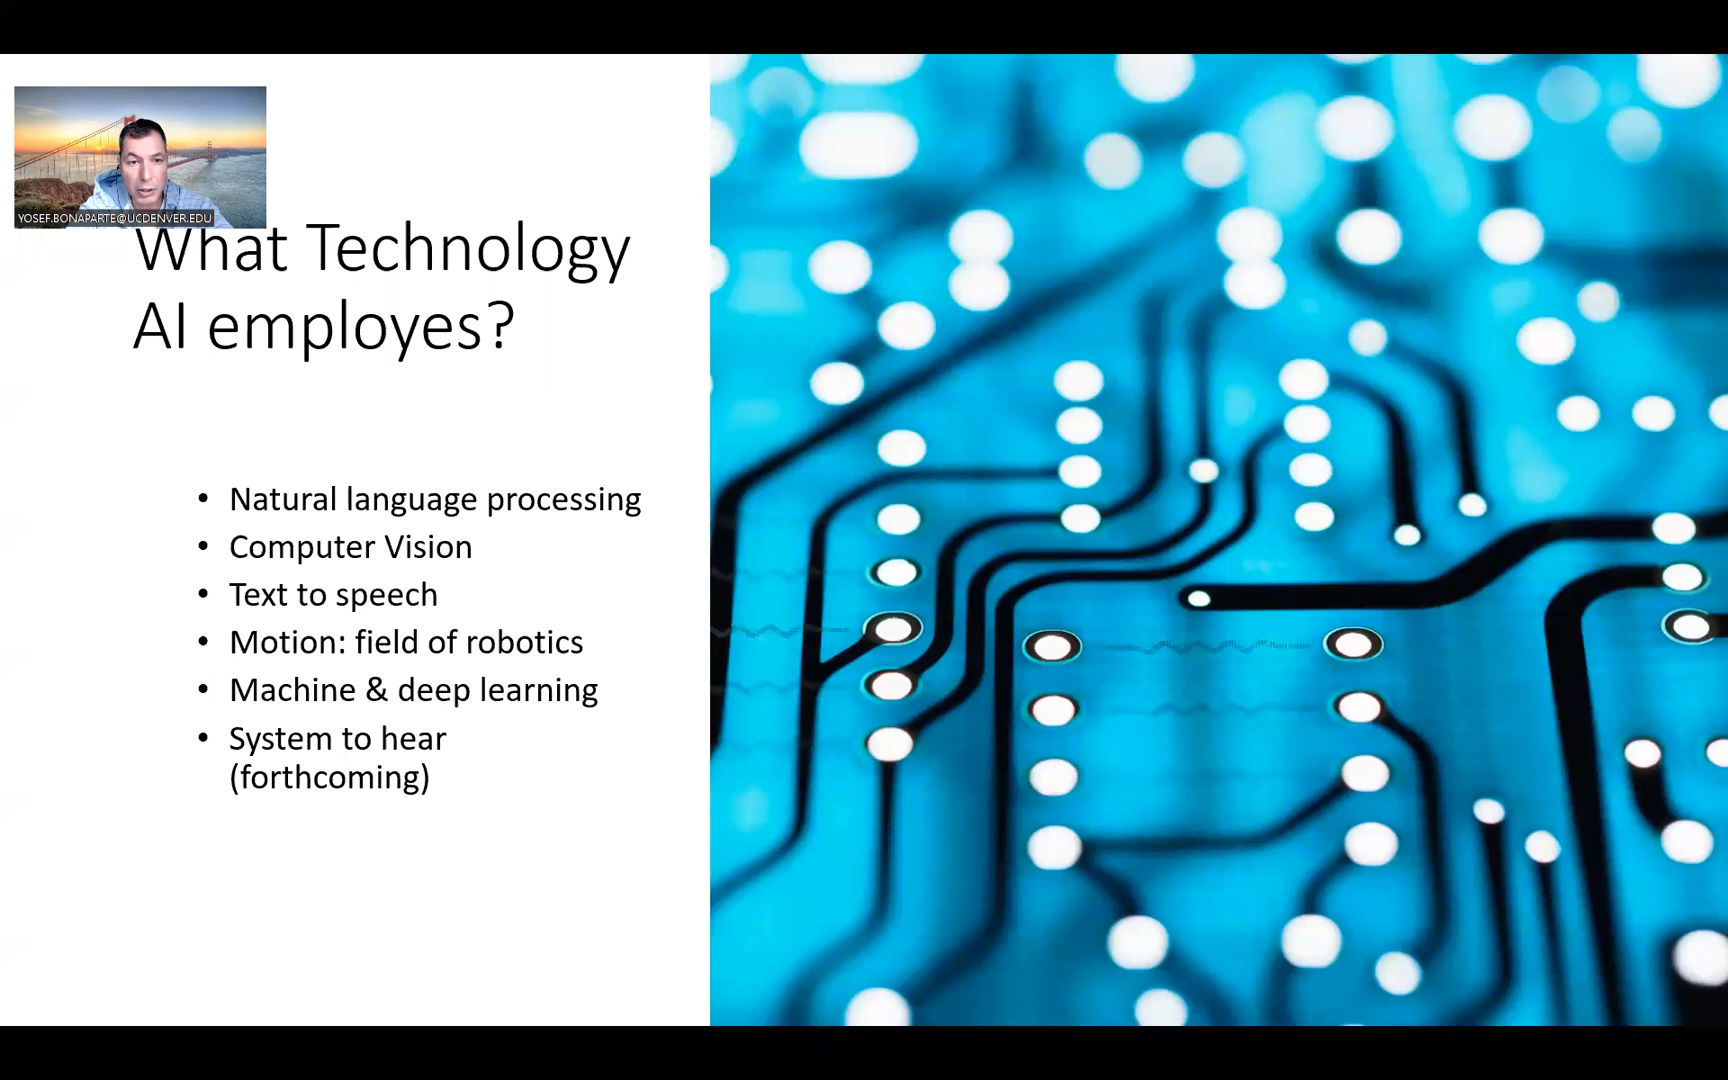 YOSEF.BONAPARTE@UCDENVER.EDU
What Technology
AI employes?
• Natural language processing
• Computer Vision
• Text to speech
• Motion: field of robotics
• Machine & deep learning
• System to hear
(forthcoming)